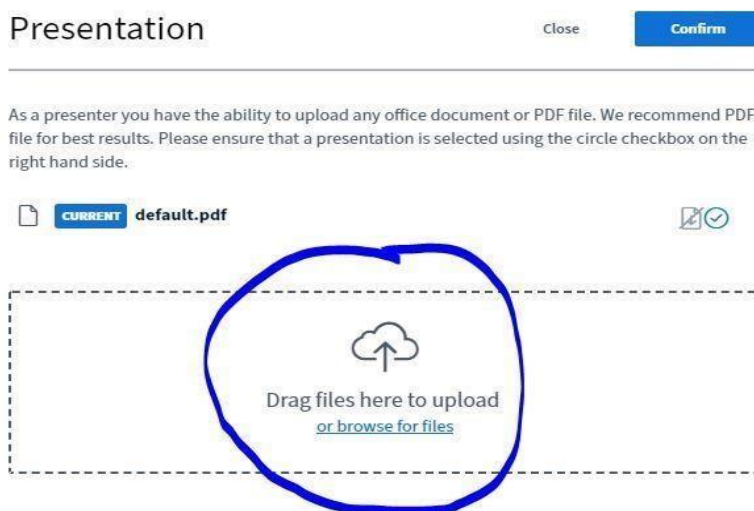 Presentation
Close
Confirm
As a presenter you have the ability to upload any office document or PDF file. We recommend PDF
file for best results. Please ensure that a presentation is selected using the circle checkbox on the
right hand side.
CURRENT default.pdf
Drag files here to upload
or browse for files